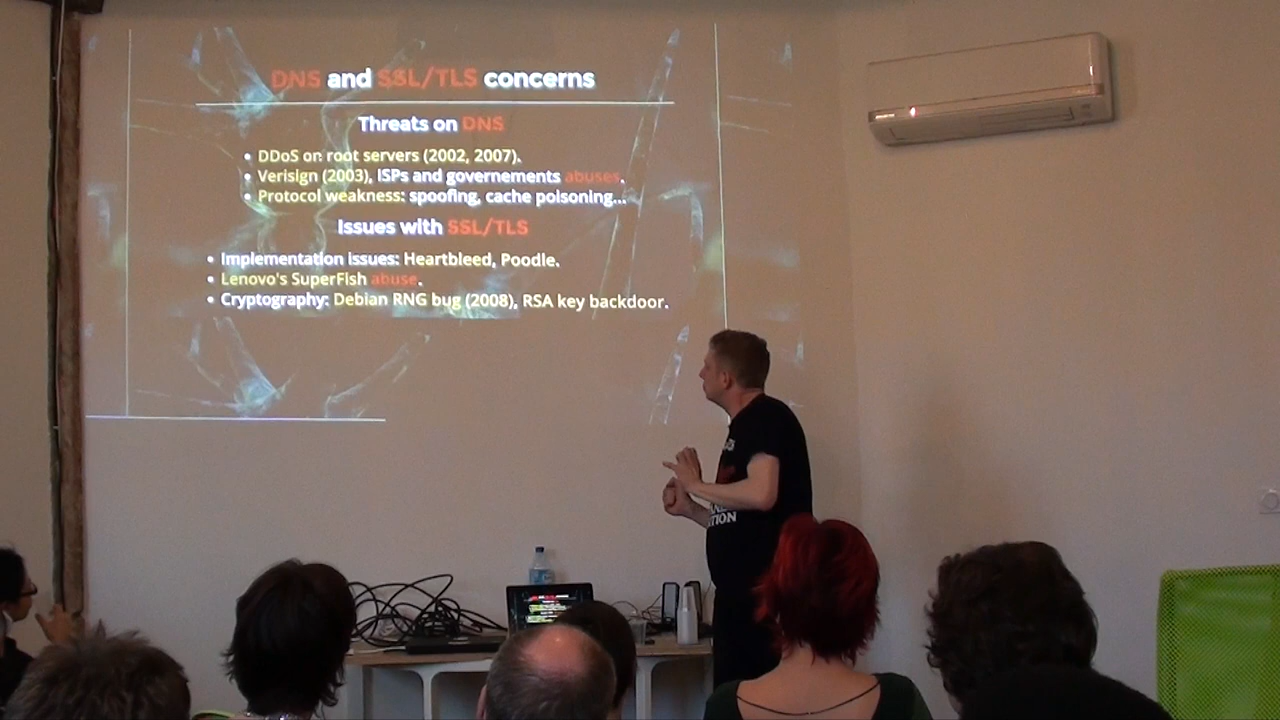 DNS and SSL/TLS concerns
Threats on DNS
• DDoS on root servers (2002, 2007).
• Verisign (2003), ISPs and governements abuses.
• Protocol weakness: spoofing, cache poisoning...
Issues with SSL/TLS
• Implementation issues: Heartbleed, Poodle.
• Lenovo's SuperFish abuse.
• Cryptography: Debian RNG bug (2008), RSA key backdoor.